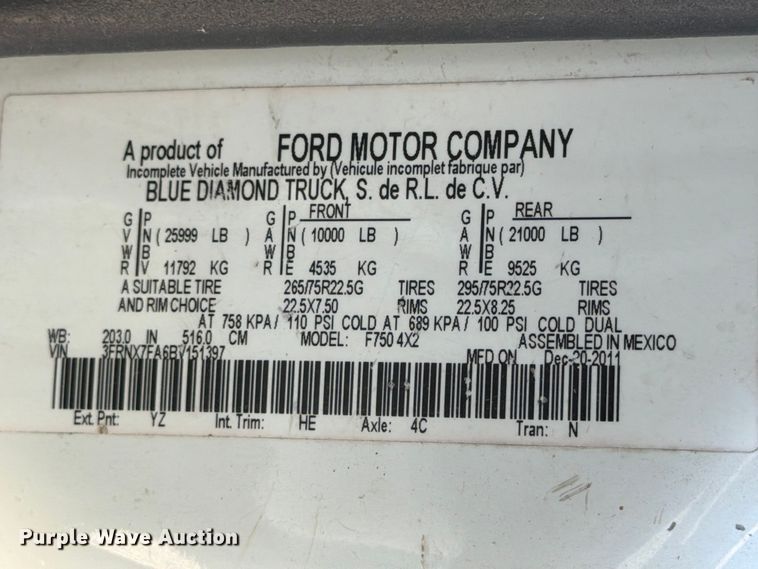 A product of FORD MOTOR COMPANY
Incomplete Vehicle Manufactured by (Vehicule incomplet fabrique par)
BLUE DIAMOND TRUCK, S. de R.L. de C.V.
G P G P FRONT G P REAR
V N ( 25999 LB ) A N ( 10000 LB ) A N ( 21000 LB )
W B W B W B
R V 11792 KG R E 4535 KG R E 9525 KG
A SUITABLE TIRE 265/75R22.5G TIRES 295/75R22.5G TIRES
AND RIM CHOICE 22.5X7.50 RIMS 22.5X8.25 RIMS
AT 758 KPA / 110 PSI COLD AT 689 KPA / 100 PSI COLD DUAL
WB: 203.0 IN 516.0 CM MODEL: F750 4X2 ASSEMBLED IN MEXICO
VIN 3FRNX7FA6BV151397 MFD ON Dec-20-2011
Ext. Pnt: YZ Int. Trim: HE Axle: 4C Tran: N
Purple Wave Auction